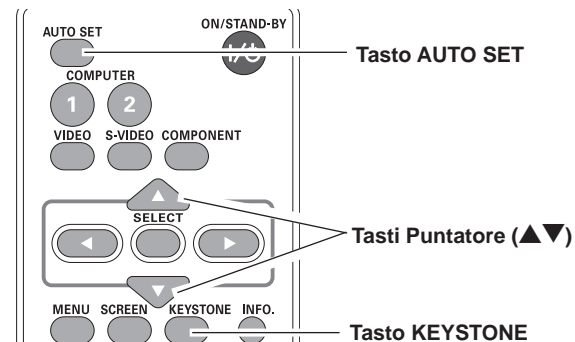 ON/STAND-BY
AUTO SET
I/⏻
Tasto AUTO SET
COMPUTER
1 2
VIDEO S-VIDEO COMPONENT
▲
SELECT
◀ ▶
Tasti Puntatore (▲▼)
▼
MENU SCREEN KEYSTONE INFO.
Tasto KEYSTONE